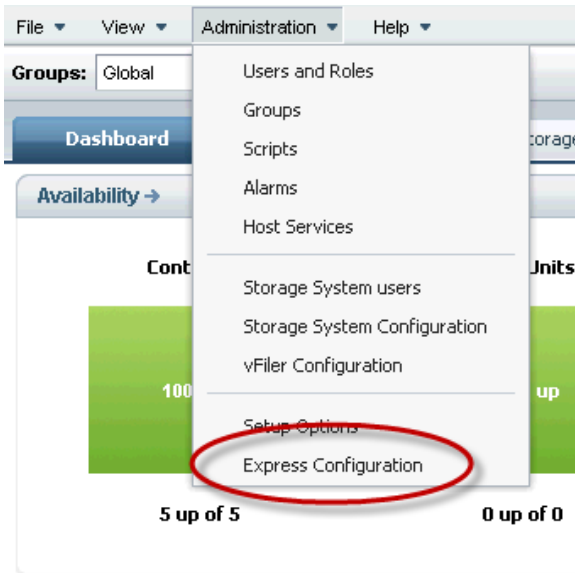 File View Administration Help
Groups: Global
Users and Roles
Groups
Dashboard
Scripts
Alarms
Availability
Host Services
Storage System users
Storage System Configuration
vFiler Configuration
100
up
Setup Options
Express Configuration
5 up of 5
0 up of 0